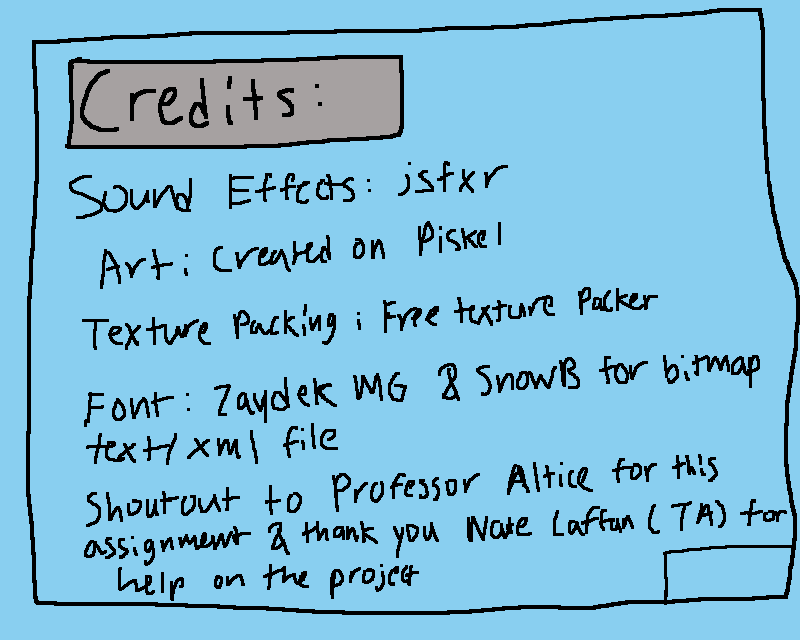 Credits:
Sound Effects: jsfxr
Art: Created on Piskel
Texture Packing: Free texture Packer
Font: Zaydek MG & SnowB for bitmap
text/xml file
Shoutout to Professor Altice for this
assignment & thank you Nate Laffan (TA) for
help on the project